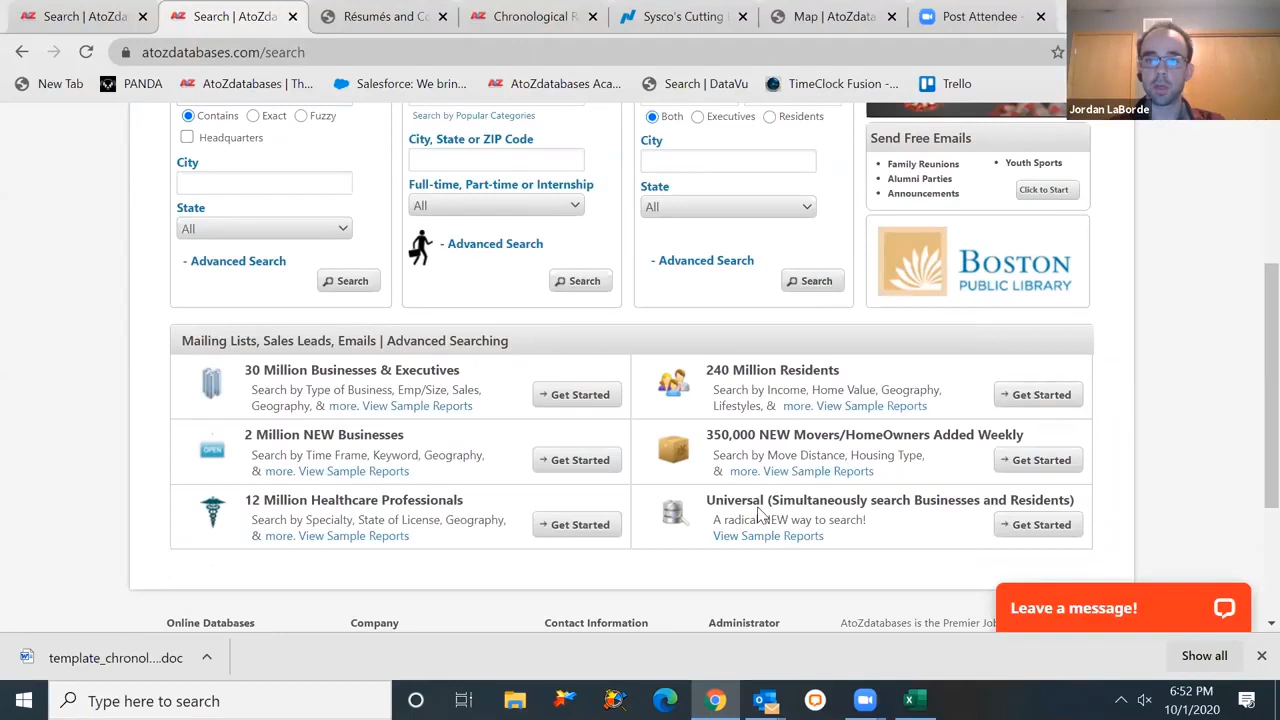 Search | AtoZdatab
Search | AtoZdatab
Résumés and Co
Chronological R
Sysco's Cutting
Map | AtoZdatab
Post Attendee -
atozdatabases.com/search
New Tab
PANDA
AtoZdatabases | Th...
Salesforce: We brin...
AtoZdatabases Aca...
Search | DataVu
TimeClock Fusion -...
Trello
Jordan LaBorde
Contains
Exact
Fuzzy
Headquarters
City
State
All
- Advanced Search
Search
Search by Popular Categories
City, State or ZIP Code
Full-time, Part-time or Internship
All
- Advanced Search
Search
Both
Executives
Residents
City
State
All
- Advanced Search
Search
Send Free Emails
• Family Reunions
• Alumni Parties
• Announcements
• Youth Sports
Click to Start
BOSTON
PUBLIC LIBRARY
Mailing Lists, Sales Leads, Emails | Advanced Searching
30 Million Businesses & Executives
Search by Type of Business, Emp/Size, Sales,
Geography, & more. View Sample Reports
Get Started
240 Million Residents
Search by Income, Home Value, Geography,
Lifestyles, & more. View Sample Reports
Get Started
2 Million NEW Businesses
Search by Time Frame, Keyword, Geography,
& more. View Sample Reports
Get Started
350,000 NEW Movers/HomeOwners Added Weekly
Search by Move Distance, Housing Type,
& more. View Sample Reports
Get Started
12 Million Healthcare Professionals
Search by Specialty, State of License, Geography,
& more. View Sample Reports
Get Started
Universal (Simultaneously search Businesses and Residents)
A radical NEW way to search!
View Sample Reports
Get Started
OPEN
Leave a message!
Online Databases
Company
Contact Information
Administrator
AtoZdatabases is the Premier Jo
template_chronol....doc
Show all
Type here to search
6:52 PM
10/1/2020